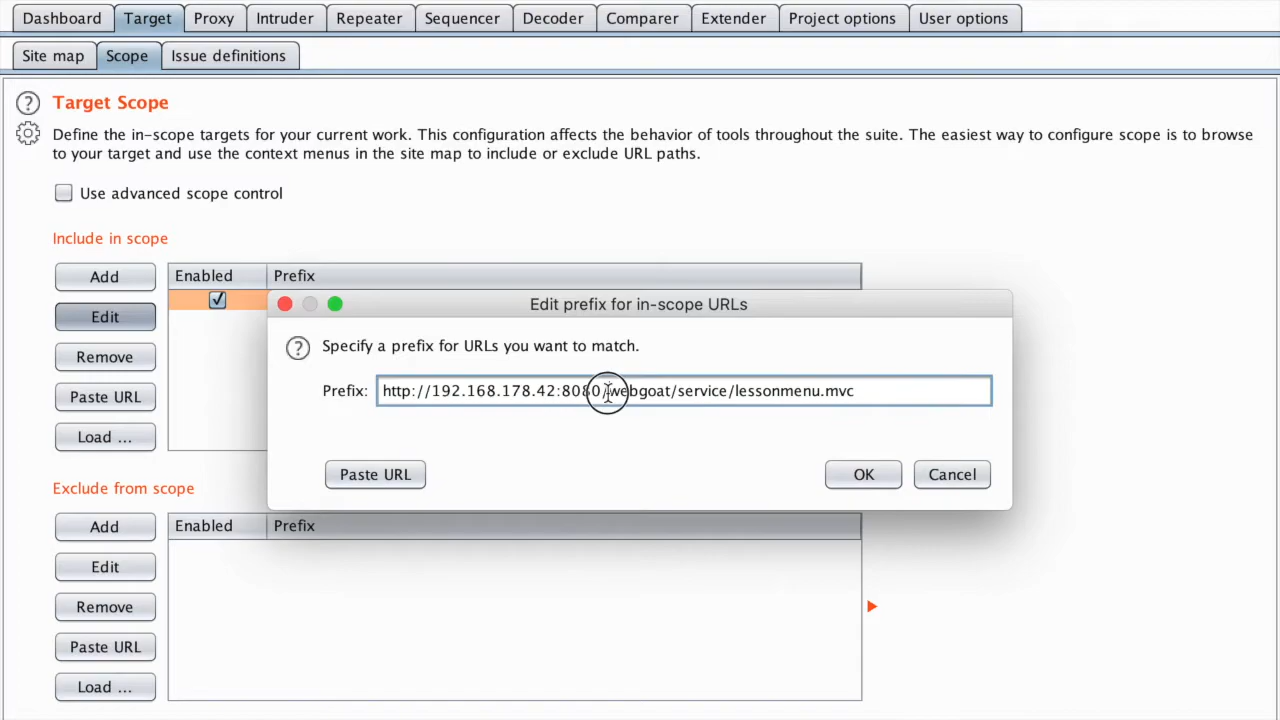 Dashboard Target Proxy Intruder Repeater Sequencer Decoder Comparer Extender Project options User options
Site map Scope Issue definitions
Target Scope
Define the in-scope targets for your current work. This configuration affects the behavior of tools throughout the suite. The easiest way to configure scope is to browse
to your target and use the context menus in the site map to include or exclude URL paths.
Use advanced scope control
Include in scope
Add
Edit
Remove
Paste URL
Load ...
Enabled Prefix
Edit prefix for in-scope URLs
Specify a prefix for URLs you want to match.
Prefix: http://192.168.178.42:8080/webgoat/service/lessonmenu.mvc
Paste URL OK Cancel
Exclude from scope
Add
Edit
Remove
Paste URL
Load ...
Enabled Prefix